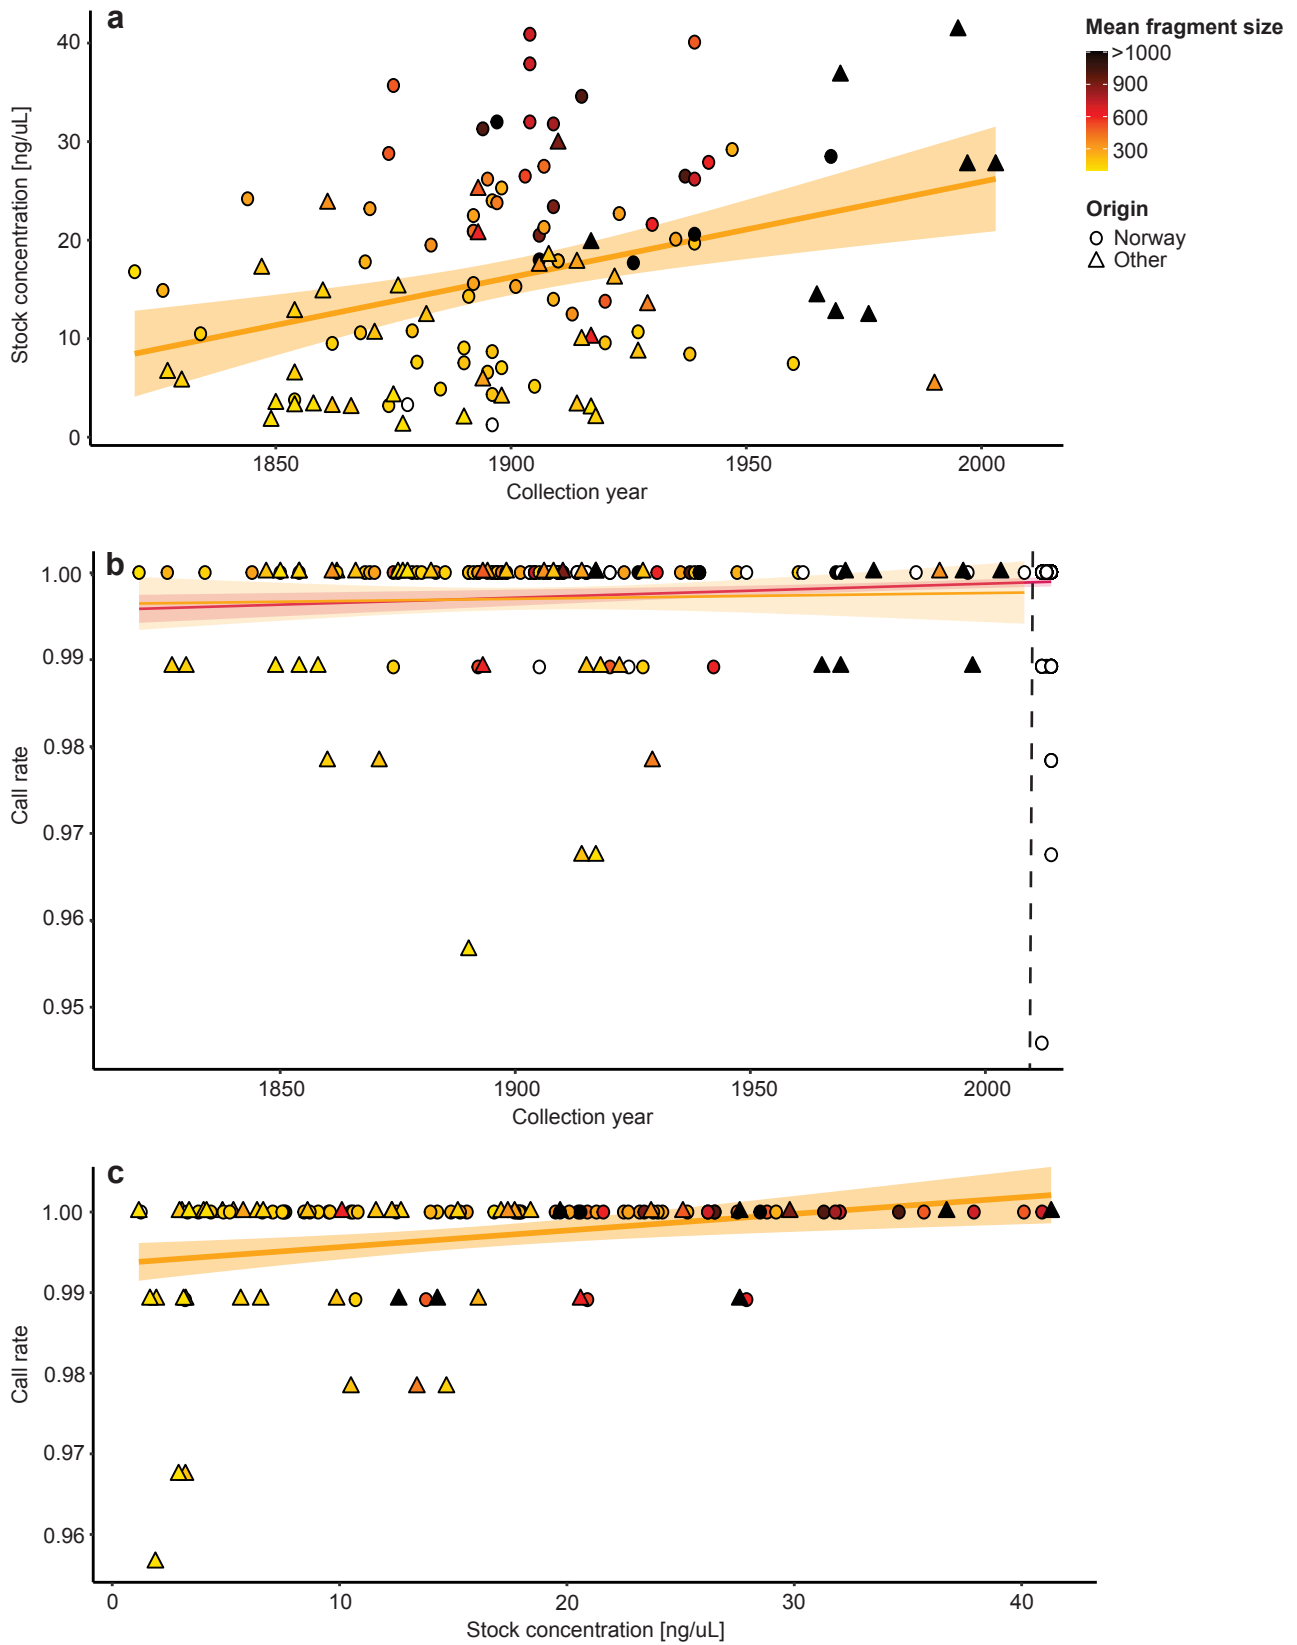 a
40
30
20
10
0
Stock concentration [ng/uL]
1850
1900
1950
2000
Collection year
Mean fragment size
>1000
900
600
300
Origin
Norway
Other
b
1.00
0.99
0.98
0.97
0.96
0.95
Call rate
1850
1900
1950
2000
Collection year
c
1.00
0.99
0.98
0.97
0.96
Call rate
0
10
20
30
40
Stock concentration [ng/uL]